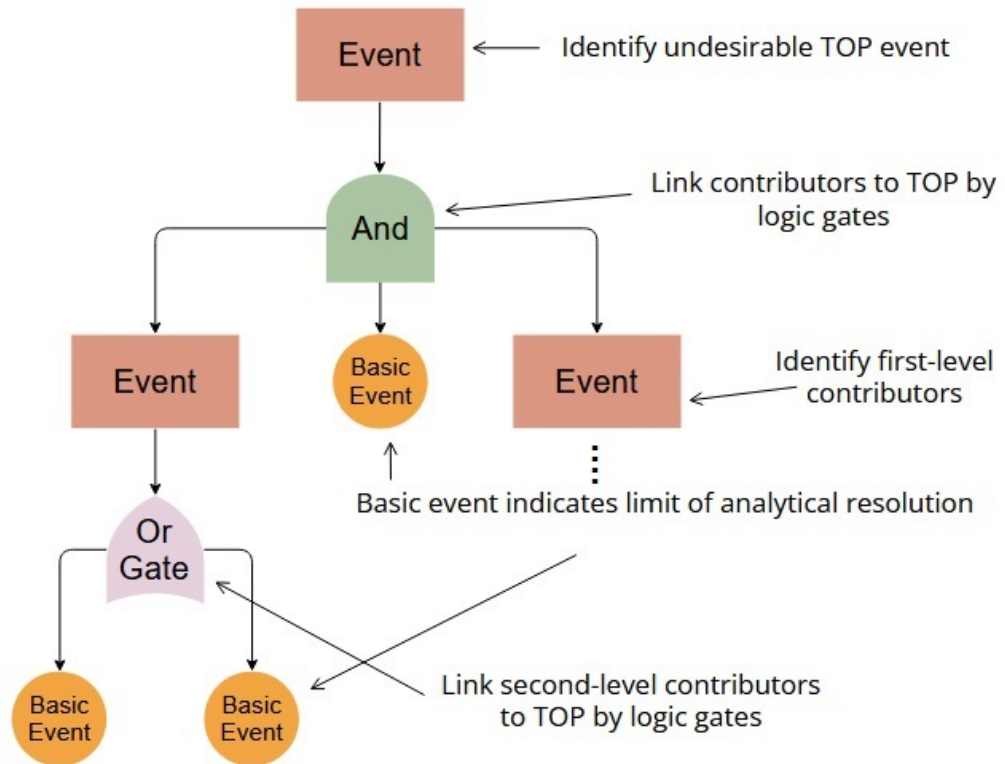 Event
Identify undesirable TOP event
Link contributors to TOP by
logic gates
And
Event
Basic
Event
Event
Identify first-level
contributors
Basic event indicates limit of analytical resolution
Or
Gate
Basic
Event
Basic
Event
Link second-level contributors
to TOP by logic gates